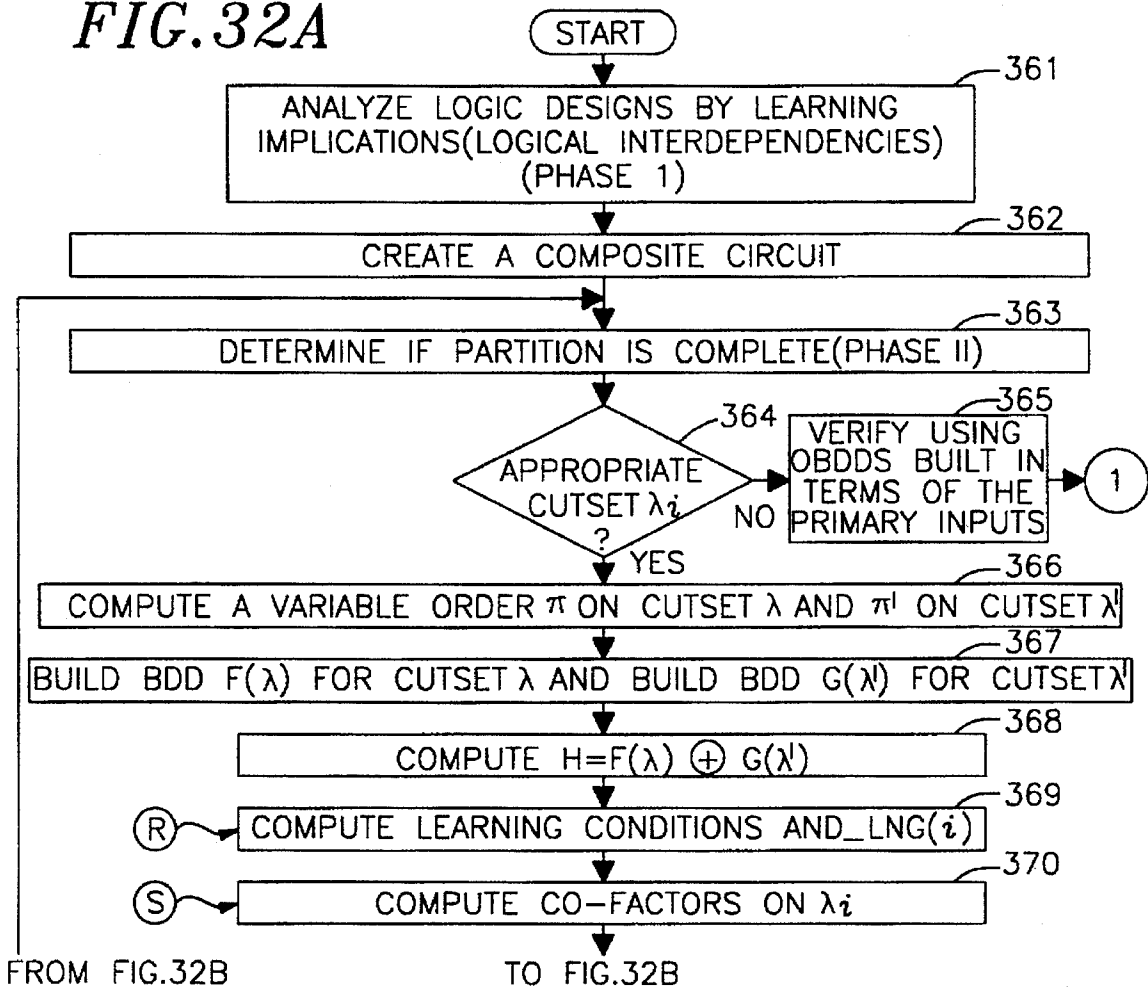 FIG.32A
START
361
ANALYZE LOGIC DESIGNS BY LEARNING
IMPLICATIONS(LOGICAL INTERDEPENDENCIES)
(PHASE 1)
362
CREATE A COMPOSITE CIRCUIT
363
DETERMINE IF PARTITION IS COMPLETE(PHASE II)
364
APPROPRIATE
CUTSET λi
?
NO
YES
365
VERIFY USING
OBDDS BUILT IN
TERMS OF THE
PRIMARY INPUTS
1
366
COMPUTE A VARIABLE ORDER π ON CUTSET λ AND π' ON CUTSET λ'
367
BUILD BDD F(λ) FOR CUTSET λ AND BUILD BDD G(λ') FOR CUTSET λ'
368
COMPUTE H=F(λ) ⊕ G(λ')
369
R
COMPUTE LEARNING CONDITIONS AND_LNG(i)
370
S
COMPUTE CO-FACTORS ON λi
FROM FIG.32B
TO FIG.32B